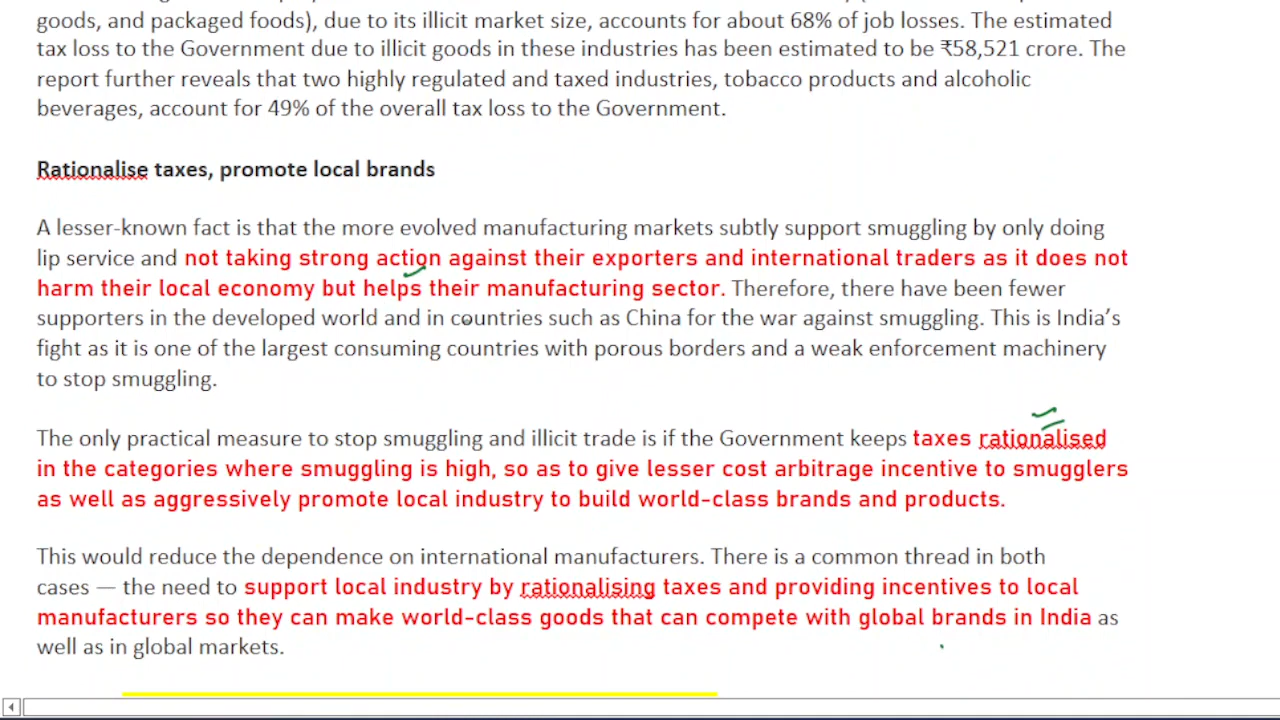 goods, and packaged foods), due to its illicit market size, accounts for about 68% of job losses. The estimated
tax loss to the Government due to illicit goods in these industries has been estimated to be ₹58,521 crore. The
report further reveals that two highly regulated and taxed industries, tobacco products and alcoholic
beverages, account for 49% of the overall tax loss to the Government.
Rationalise taxes, promote local brands
A lesser-known fact is that the more evolved manufacturing markets subtly support smuggling by only doing
lip service and not taking strong action against their exporters and international traders as it does not
harm their local economy but helps their manufacturing sector. Therefore, there have been fewer
supporters in the developed world and in countries such as China for the war against smuggling. This is India’s
fight as it is one of the largest consuming countries with porous borders and a weak enforcement machinery
to stop smuggling.
The only practical measure to stop smuggling and illicit trade is if the Government keeps taxes rationalised
in the categories where smuggling is high, so as to give lesser cost arbitrage incentive to smugglers
as well as aggressively promote local industry to build world-class brands and products.
This would reduce the dependence on international manufacturers. There is a common thread in both
cases — the need to support local industry by rationalising taxes and providing incentives to local
manufacturers so they can make world-class goods that can compete with global brands in India as
well as in global markets.